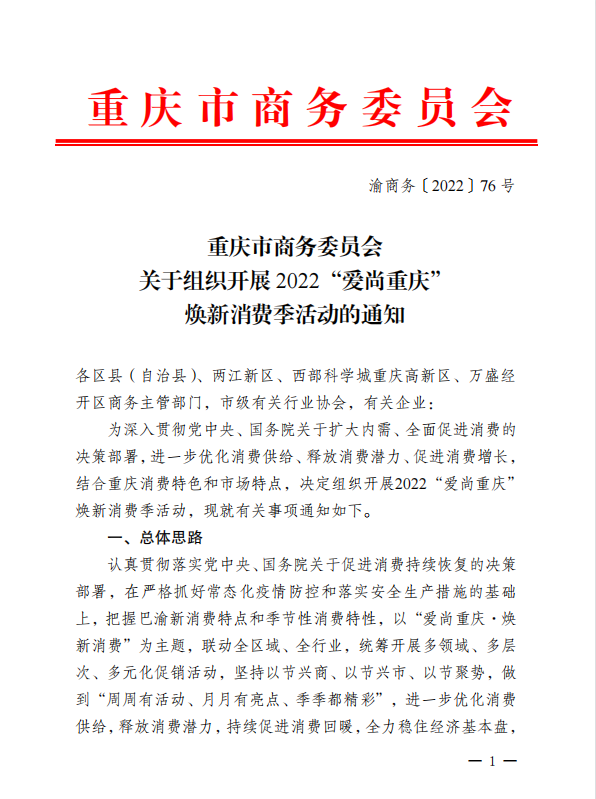 重庆市商务委员会
渝商务〔2022〕76 号
重庆市商务委员会
关于组织开展 2022“爱尚重庆”
焕新消费季活动的通知
各区县（自治县）、两江新区、西部科学城重庆高新区、万盛经
开区商务主管部门，市级有关行业协会，有关企业：
为深入贯彻党中央、国务院关于扩大内需、全面促进消费的
决策部署，进一步优化消费供给、释放消费潜力、促进消费增长，
结合重庆消费特色和市场特点，决定组织开展2022“爱尚重庆”
焕新消费季活动，现就有关事项通知如下。
一、总体思路
认真贯彻落实党中央、国务院关于促进消费持续恢复的决策
部署，在严格抓好常态化疫情防控和落实安全生产措施的基础
上，把握巴渝新消费特点和季节性消费特性，以“爱尚重庆·焕
新消费”为主题，联动全区域、全行业，统筹开展多领域、多层
次、多元化促销活动，坚持以节兴商、以节兴市、以节聚势，做
到“周周有活动、月月有亮点、季季都精彩”，进一步优化消费
供给，释放消费潜力，持续促进消费回暖，全力稳住经济基本盘，
— 1 —